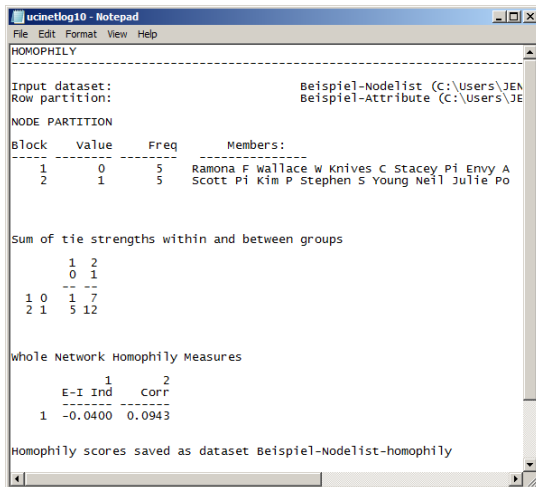 ucinetlog10 - Notepad
File Edit Format View Help
HOMOPHILY
--------------------------------------------------------------------------------
Input dataset: Beispiel-Nodelist (C:\Users\JEN
Row partition: Beispiel-Attribute (C:\Users\JE
NODE PARTITION
Block Value Freq Members:
----- ----- -------- ----------------
1 0 5 Ramona F Wallace W Knives C Stacey Pi Envy A
2 1 5 Scott Pi Kim P Stephen S Young Neil Julie Po
Sum of tie strengths within and between groups
1 2
0 1
-- --
1 0 1 7
2 1 5 12
Whole Network Homophily Measures
1 2
E-I Ind Corr
------- -------
1 -0.0400 0.0943
Homophily scores saved as dataset Beispiel-Nodelist-homophily